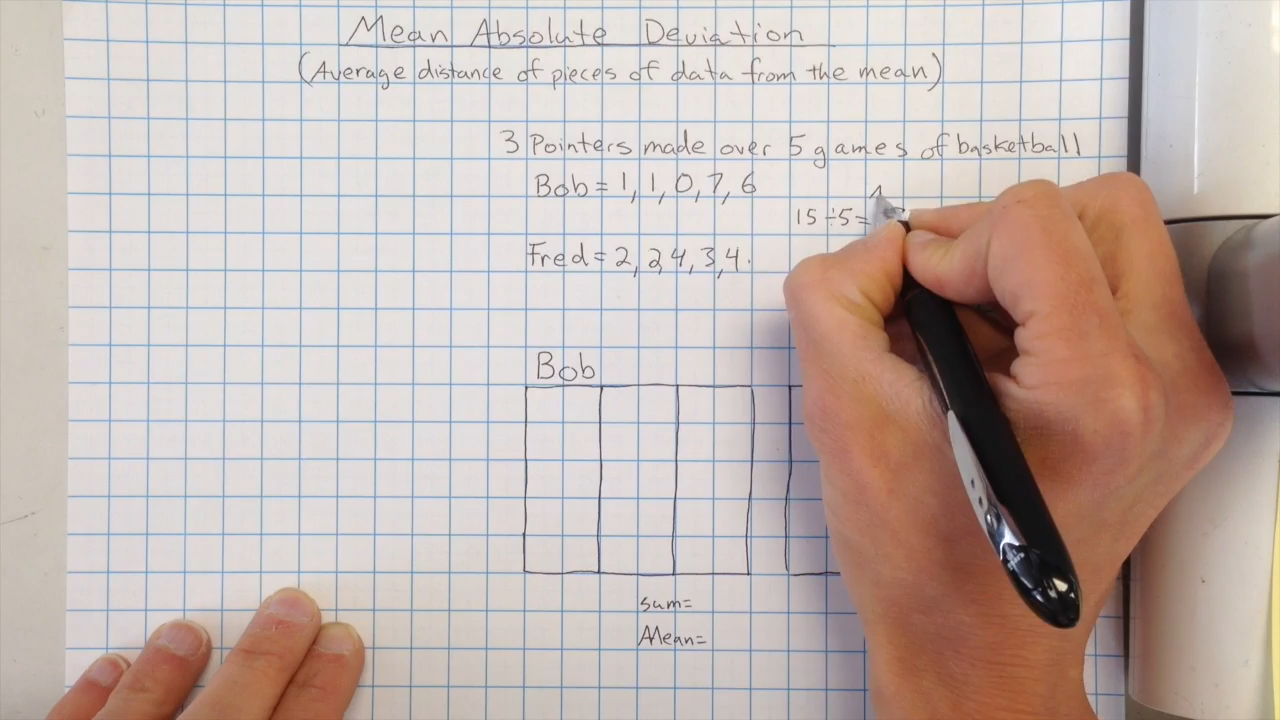 Mean Absolute Deviation
(Average distance of pieces of data from the mean)
3 Pointers made over 5 games of basketball
Bob = 1, 1, 0, 7, 6
15 ÷ 5 =
Fred = 2, 2, 4, 3, 4.
Bob
sum=
Mean=